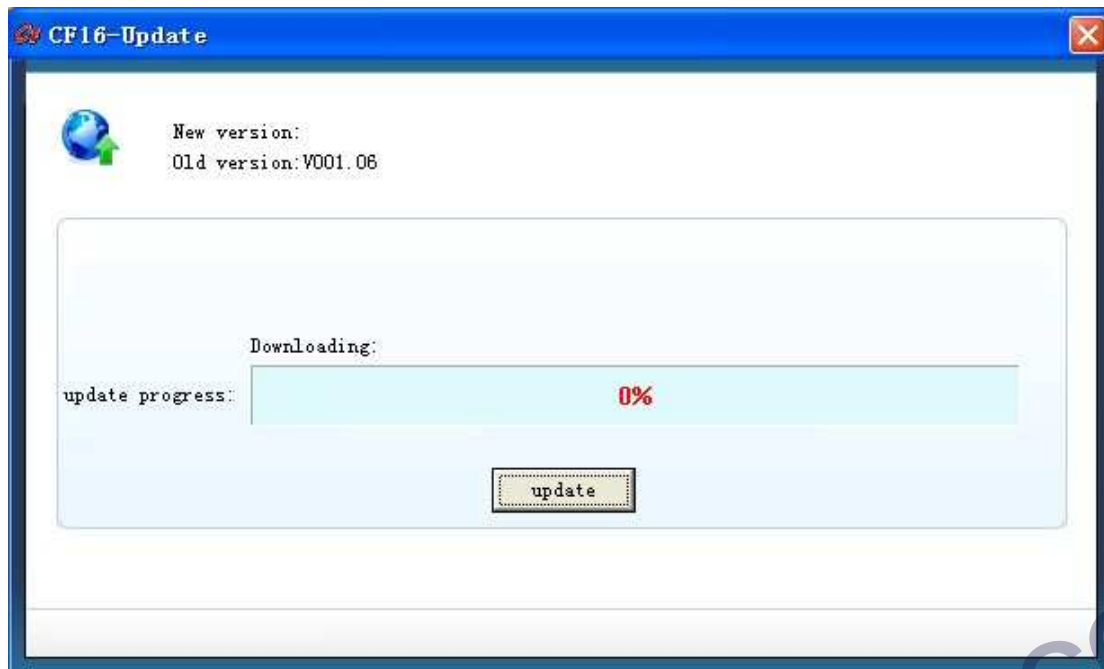 CF16-Update
New version:
Old version:V001.06
Downloading:
update progress:
0%
update